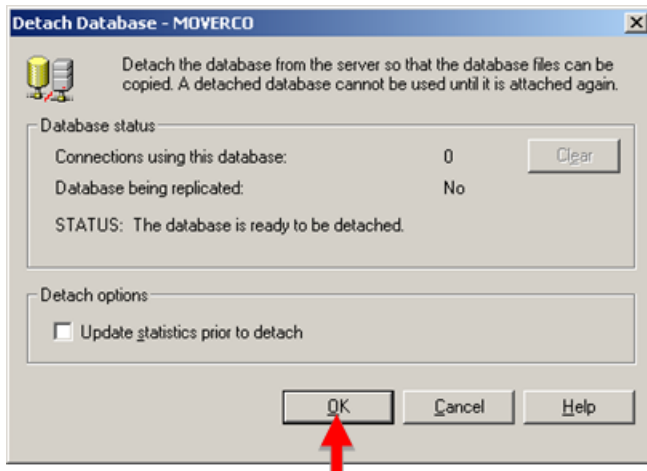 Detach Database - MOVERCO
Detach the database from the server so that the database files can be
copied. A detached database cannot be used until it is attached again.
Database status
Connections using this database: 0 Clear
Database being replicated: No
STATUS: The database is ready to be detached.
Detach options
Update statistics prior to detach
OK Cancel Help